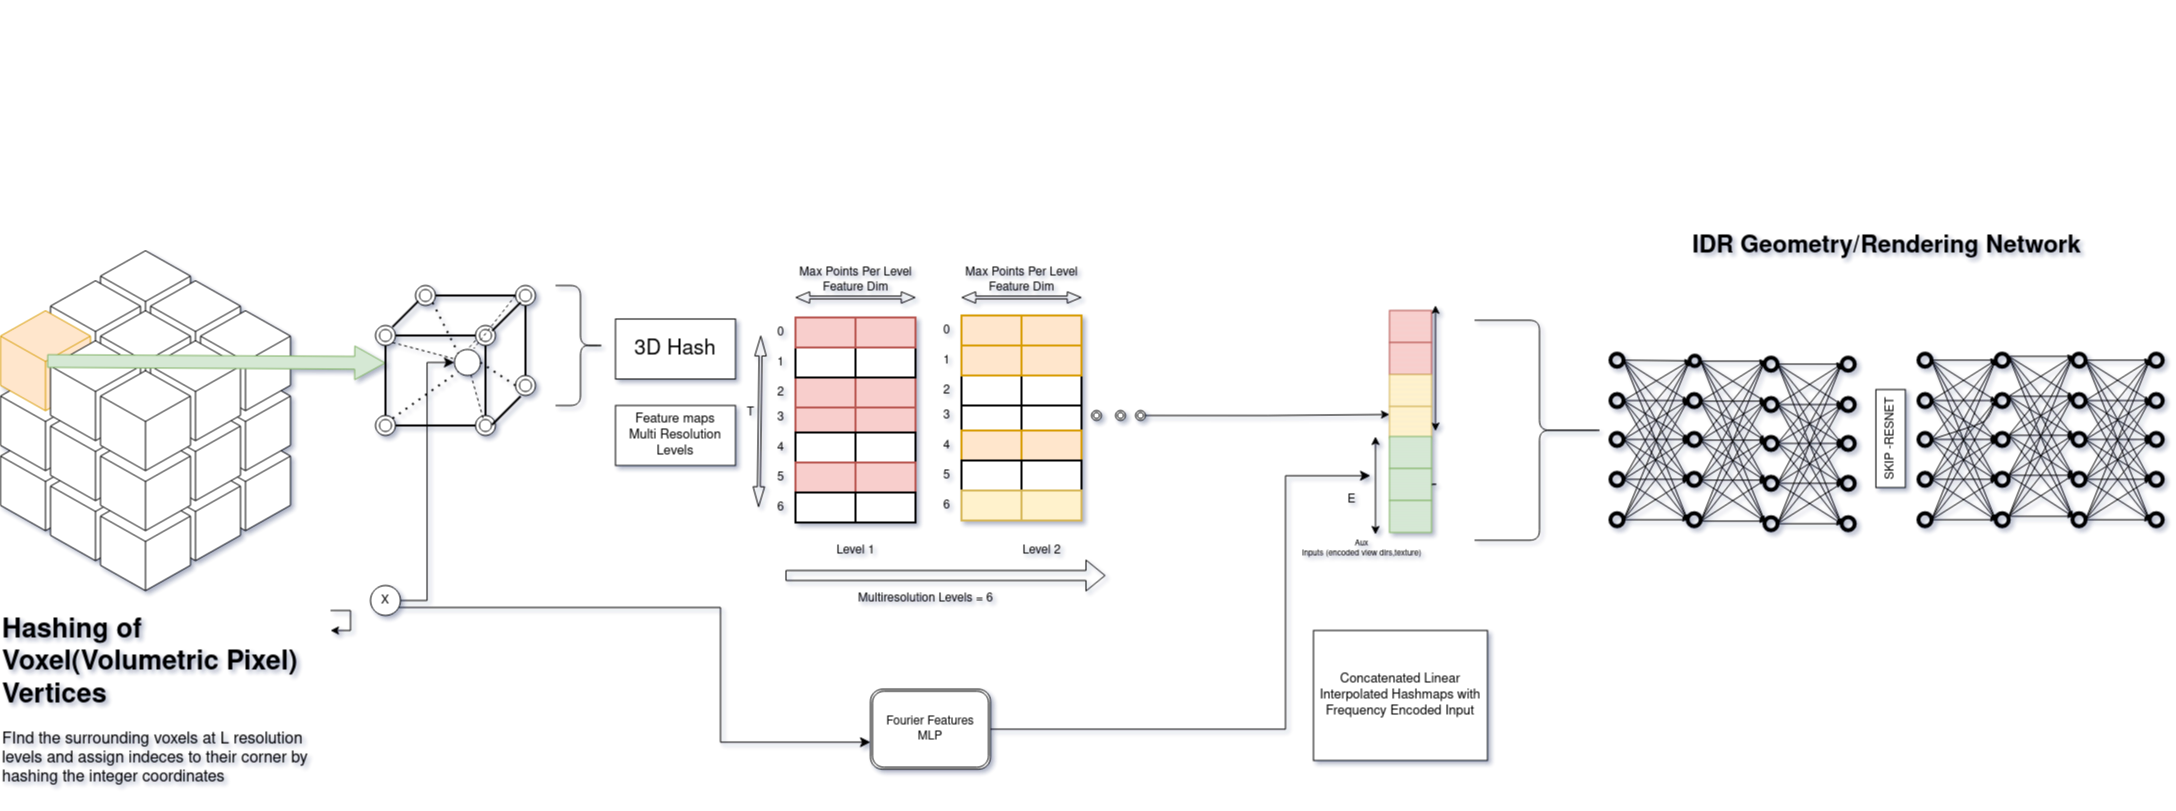 IDR Geometry/Rendering Network
Max Points Per Level
Feature Dim
Max Points Per Level
Feature Dim
3D Hash
Feature maps
Multi Resolution
Levels
T
0
1
2
3
4
5
6
0
1
2
3
4
5
6
Level 1
Level 2
Multiresolution Levels = 6
E
Aux
Inputs (encoded view dirs,texture)
SKIP -RESNET
X
Hashing of
Voxel(Volumetric Pixel)
Vertices
FInd the surrounding voxels at L resolution
levels and assign indeces to their corner by
hashing the integer coordinates
Fourier Features
MLP
Concatenated Linear
Interpolated Hashmaps with
Frequency Encoded Input